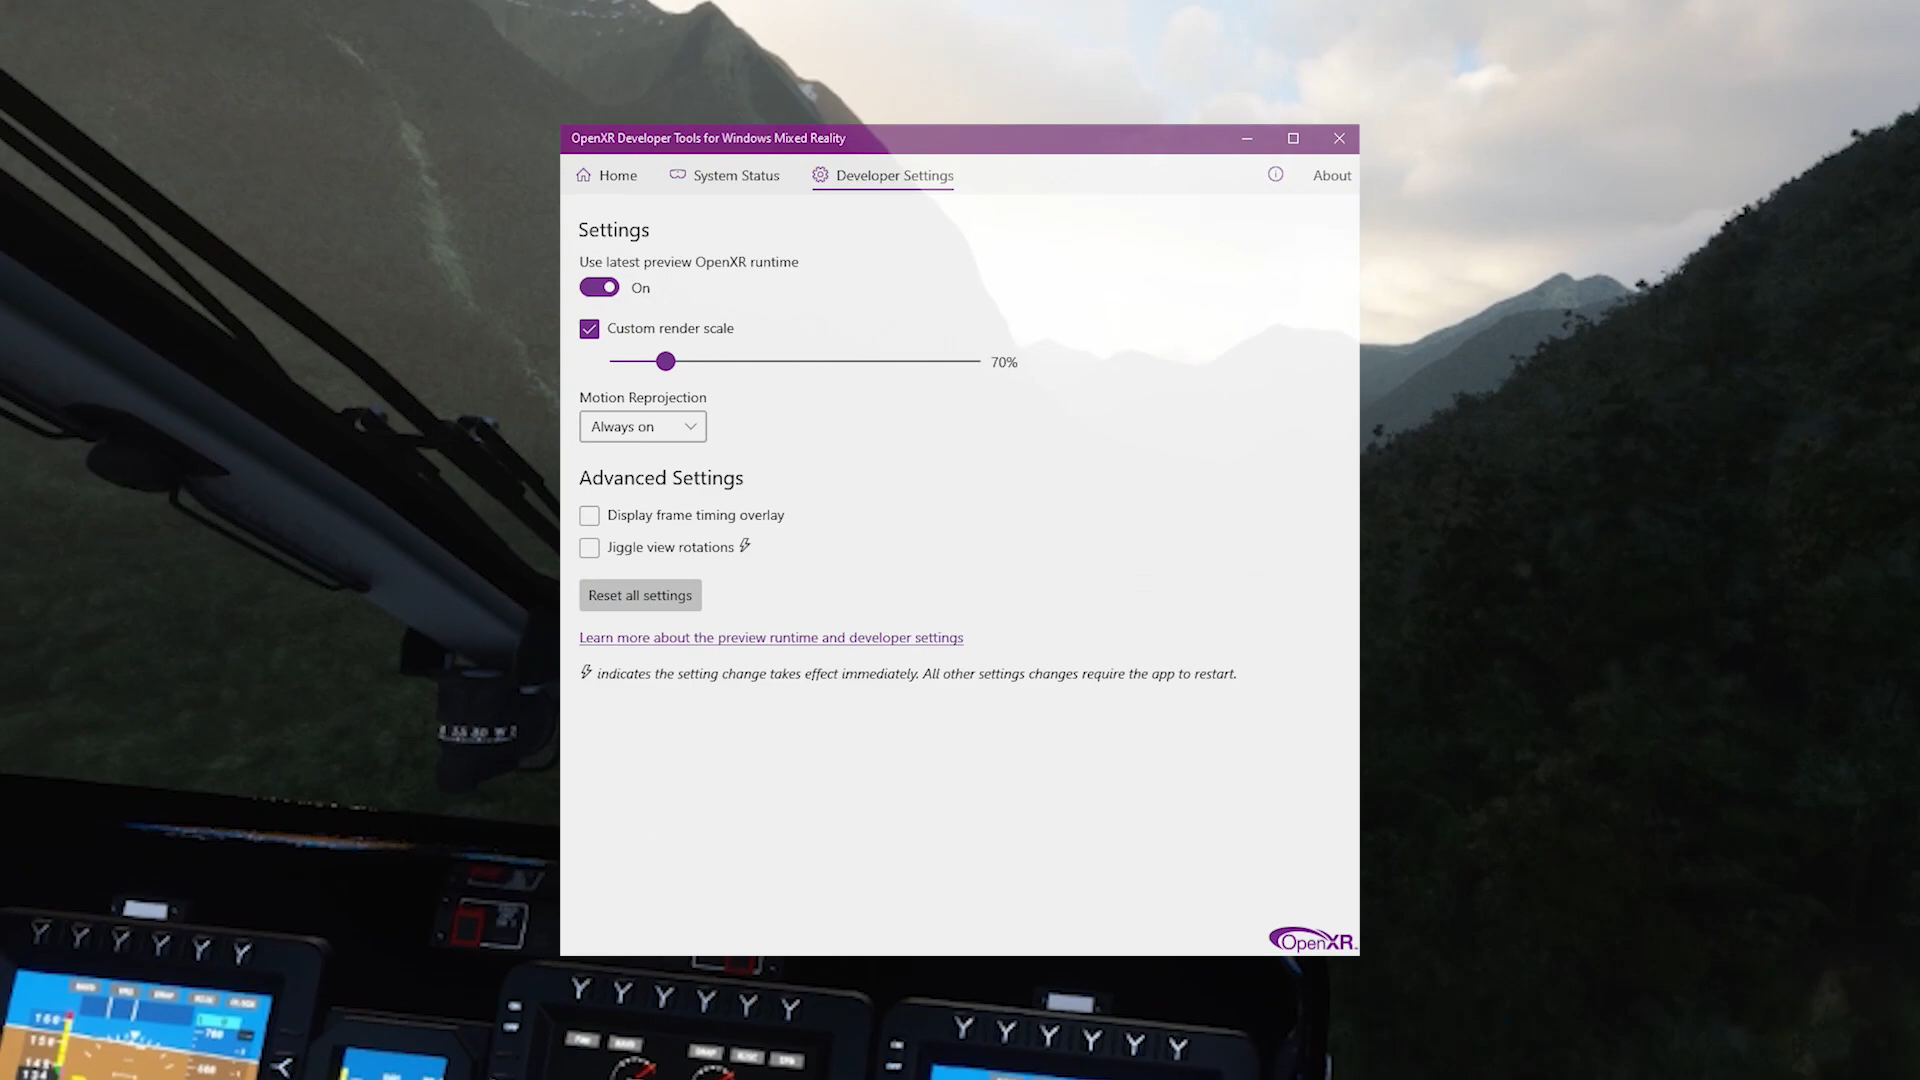 OpenXR Developer Tools for Windows Mixed Reality
Home
System Status
Developer Settings
About
Settings
Use latest preview OpenXR runtime
On
Custom render scale
70%
Motion Reprojection
Always on
Advanced Settings
Display frame timing overlay
Jiggle view rotations
Reset all settings
Learn more about the preview runtime and developer settings
indicates the setting change takes effect immediately. All other settings changes require the app to restart.
OpenXR